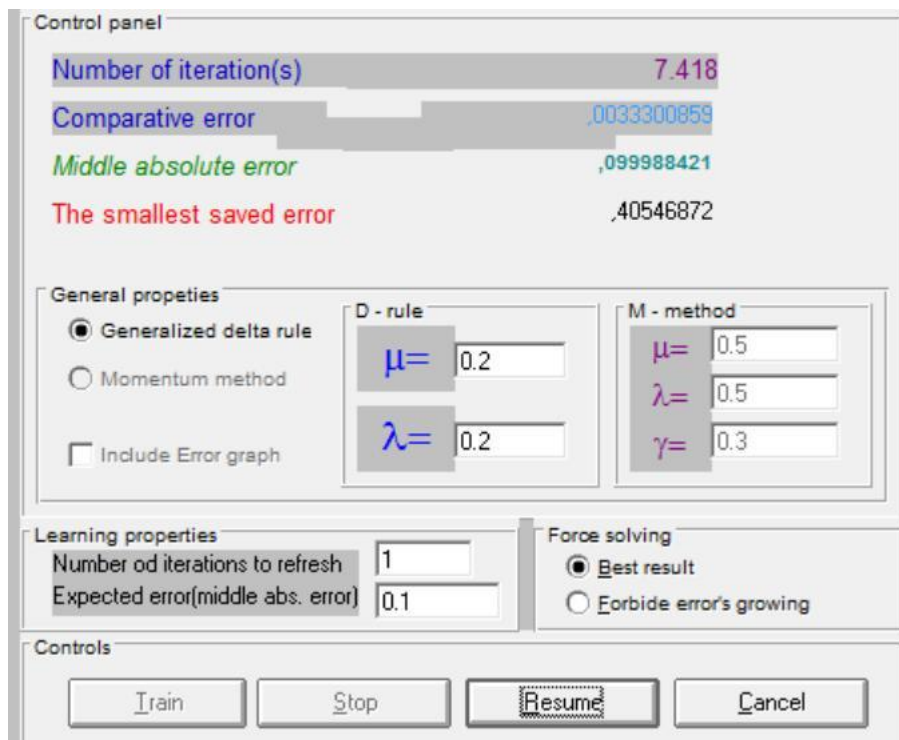 Control panel
Number of iteration(s) 7.418
Comparative error ,0033300859
Middle absolute error ,099988421
The smallest saved error ,40546872
General propeties
Generalized delta rule
Momentum method
Include Error graph
D - rule
μ= 0.2
λ= 0.2
M - method
μ= 0.5
λ= 0.5
γ= 0.3
Learning properties
Number od iterations to refresh 1
Expected error(middle abs. error) 0.1
Force solving
Best result
Forbide error's growing
Controls
Train Stop Resume Cancel